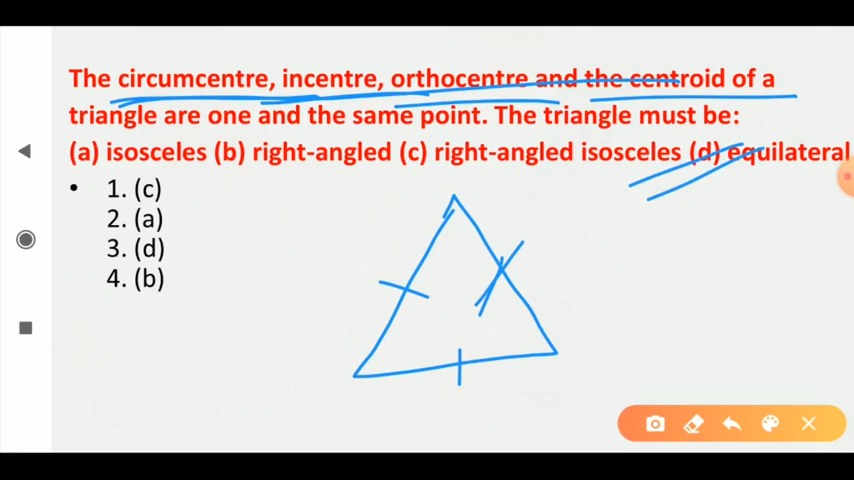 The circumcentre, incentre, orthocentre and the centroid of a
triangle are one and the same point. The triangle must be:
(a) isosceles (b) right-angled (c) right-angled isosceles (d) equilateral
• 1. (c)
2. (a)
3. (d)
4. (b)